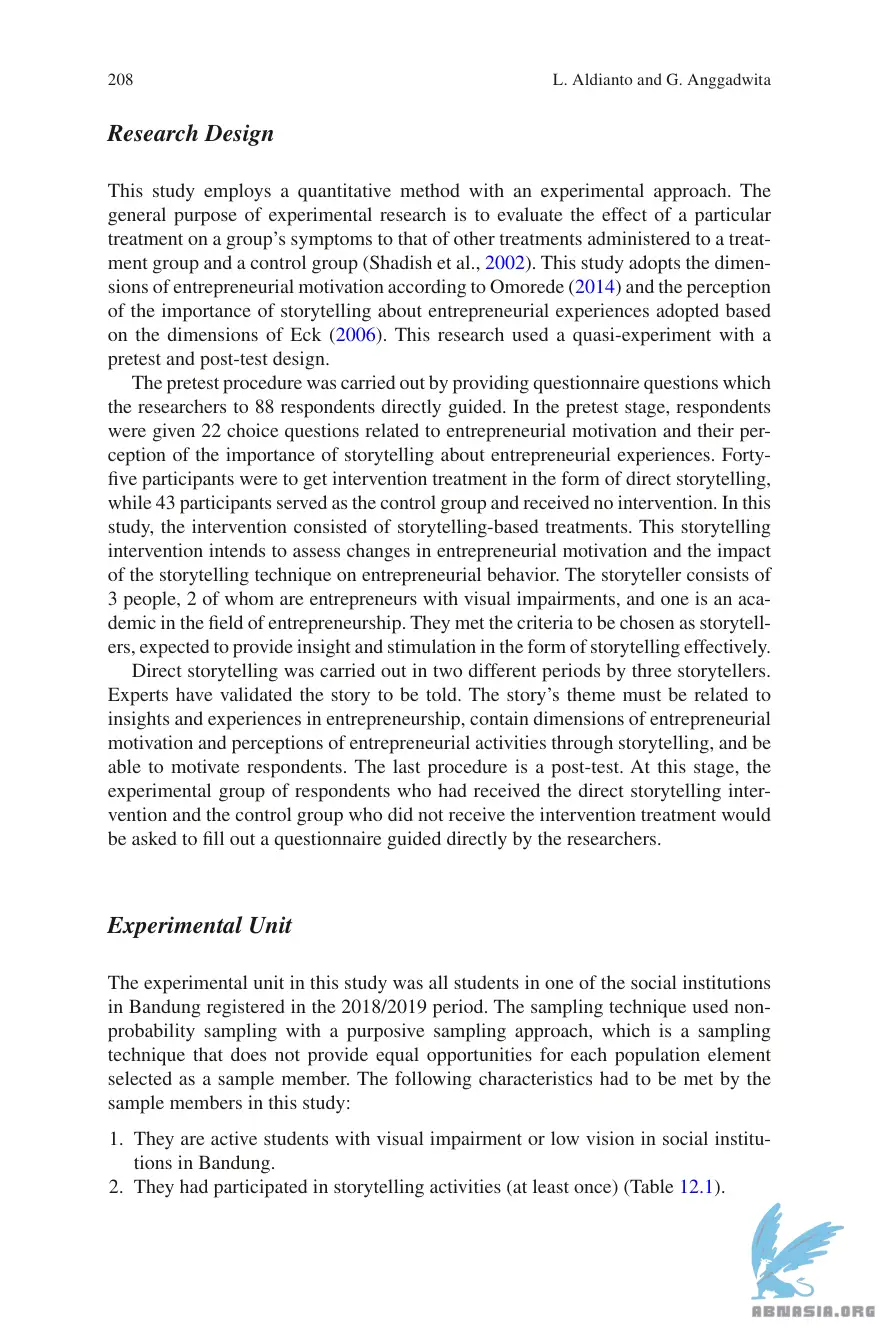 208
L. Aldianto and G. Anggadwita
Research Design
This study employs a quantitative method with an experimental approach. The
general purpose of experimental research is to evaluate the effect of a particular
treatment on a group’s symptoms to that of other treatments administered to a treat-
ment group and a control group (Shadish et al., 2002). This study adopts the dimen-
sions of entrepreneurial motivation according to Omorede (2014) and the perception
of the importance of storytelling about entrepreneurial experiences adopted based
on the dimensions of Eck (2006). This research used a quasi-experiment with a
pretest and post-test design.
The pretest procedure was carried out by providing questionnaire questions which
the researchers to 88 respondents directly guided. In the pretest stage, respondents
were given 22 choice questions related to entrepreneurial motivation and their per-
ception of the importance of storytelling about entrepreneurial experiences. Forty-
five participants were to get intervention treatment in the form of direct storytelling,
while 43 participants served as the control group and received no intervention. In this
study, the intervention consisted of storytelling-based treatments. This storytelling
intervention intends to assess changes in entrepreneurial motivation and the impact
of the storytelling technique on entrepreneurial behavior. The storyteller consists of
3 people, 2 of whom are entrepreneurs with visual impairments, and one is an aca-
demic in the field of entrepreneurship. They met the criteria to be chosen as storytell-
ers, expected to provide insight and stimulation in the form of storytelling effectively.
Direct storytelling was carried out in two different periods by three storytellers.
Experts have validated the story to be told. The story’s theme must be related to
insights and experiences in entrepreneurship, contain dimensions of entrepreneurial
motivation and perceptions of entrepreneurial activities through storytelling, and be
able to motivate respondents. The last procedure is a post-test. At this stage, the
experimental group of respondents who had received the direct storytelling inter-
vention and the control group who did not receive the intervention treatment would
be asked to fill out a questionnaire guided directly by the researchers.
Experimental Unit
The experimental unit in this study was all students in one of the social institutions
in Bandung registered in the 2018/2019 period. The sampling technique used non-
probability sampling with a purposive sampling approach, which is a sampling
technique that does not provide equal opportunities for each population element
selected as a sample member. The following characteristics had to be met by the
sample members in this study:
1. They are active students with visual impairment or low vision in social institu-
tions in Bandung.
2. They had participated in storytelling activities (at least once) (Table 12.1).
ABNASIA.ORG